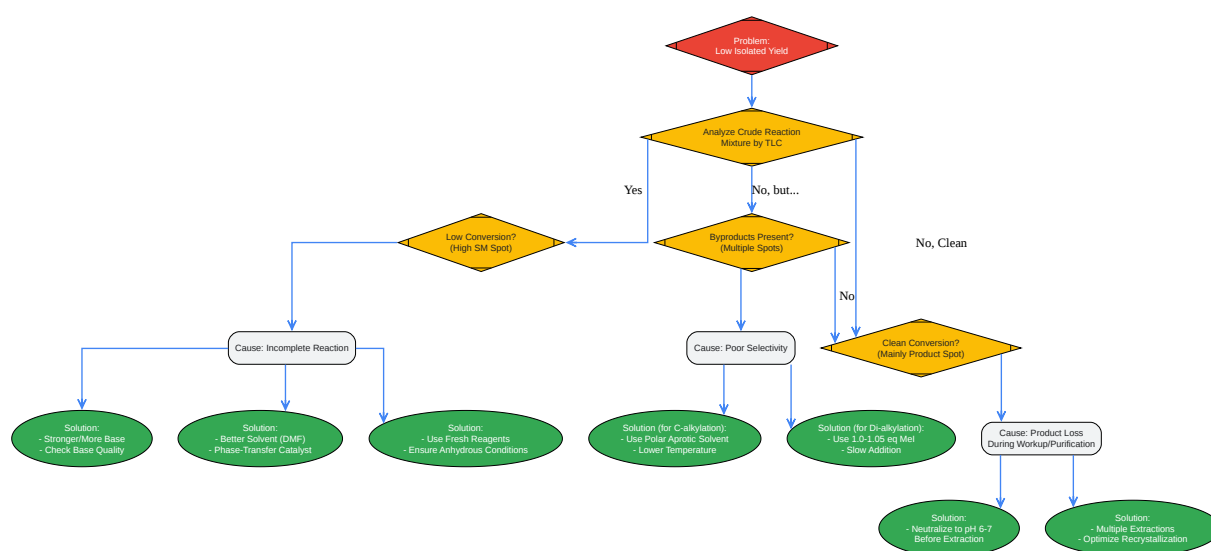 Problem:
Low Isolated Yield
Analyze Crude Reaction
Mixture by TLC
Yes
No, but...
Low Conversion?
(High SM Spot)
Byproducts Present?
(Multiple Spots)
No, Clean
No
Cause: Incomplete Reaction
Cause: Poor Selectivity
Clean Conversion?
(Mainly Product Spot)
Solution:
- Stronger/More Base
- Check Base Quality
Solution:
- Better Solvent (DMF)
- Phase-Transfer Catalyst
Solution:
- Use Fresh Reagents
- Ensure Anhydrous Conditions
Solution (for C-alkylation):
- Use Polar Aprotic Solvent
- Lower Temperature
Solution (for Di-alkylation):
- Use 1.0-1.05 eq MeI
- Slow Addition
Cause: Product Loss
During Workup/Purification
Solution:
- Neutralize to pH 6-7
Before Extraction
Solution:
- Multiple Extractions
- Optimize Recrystallization